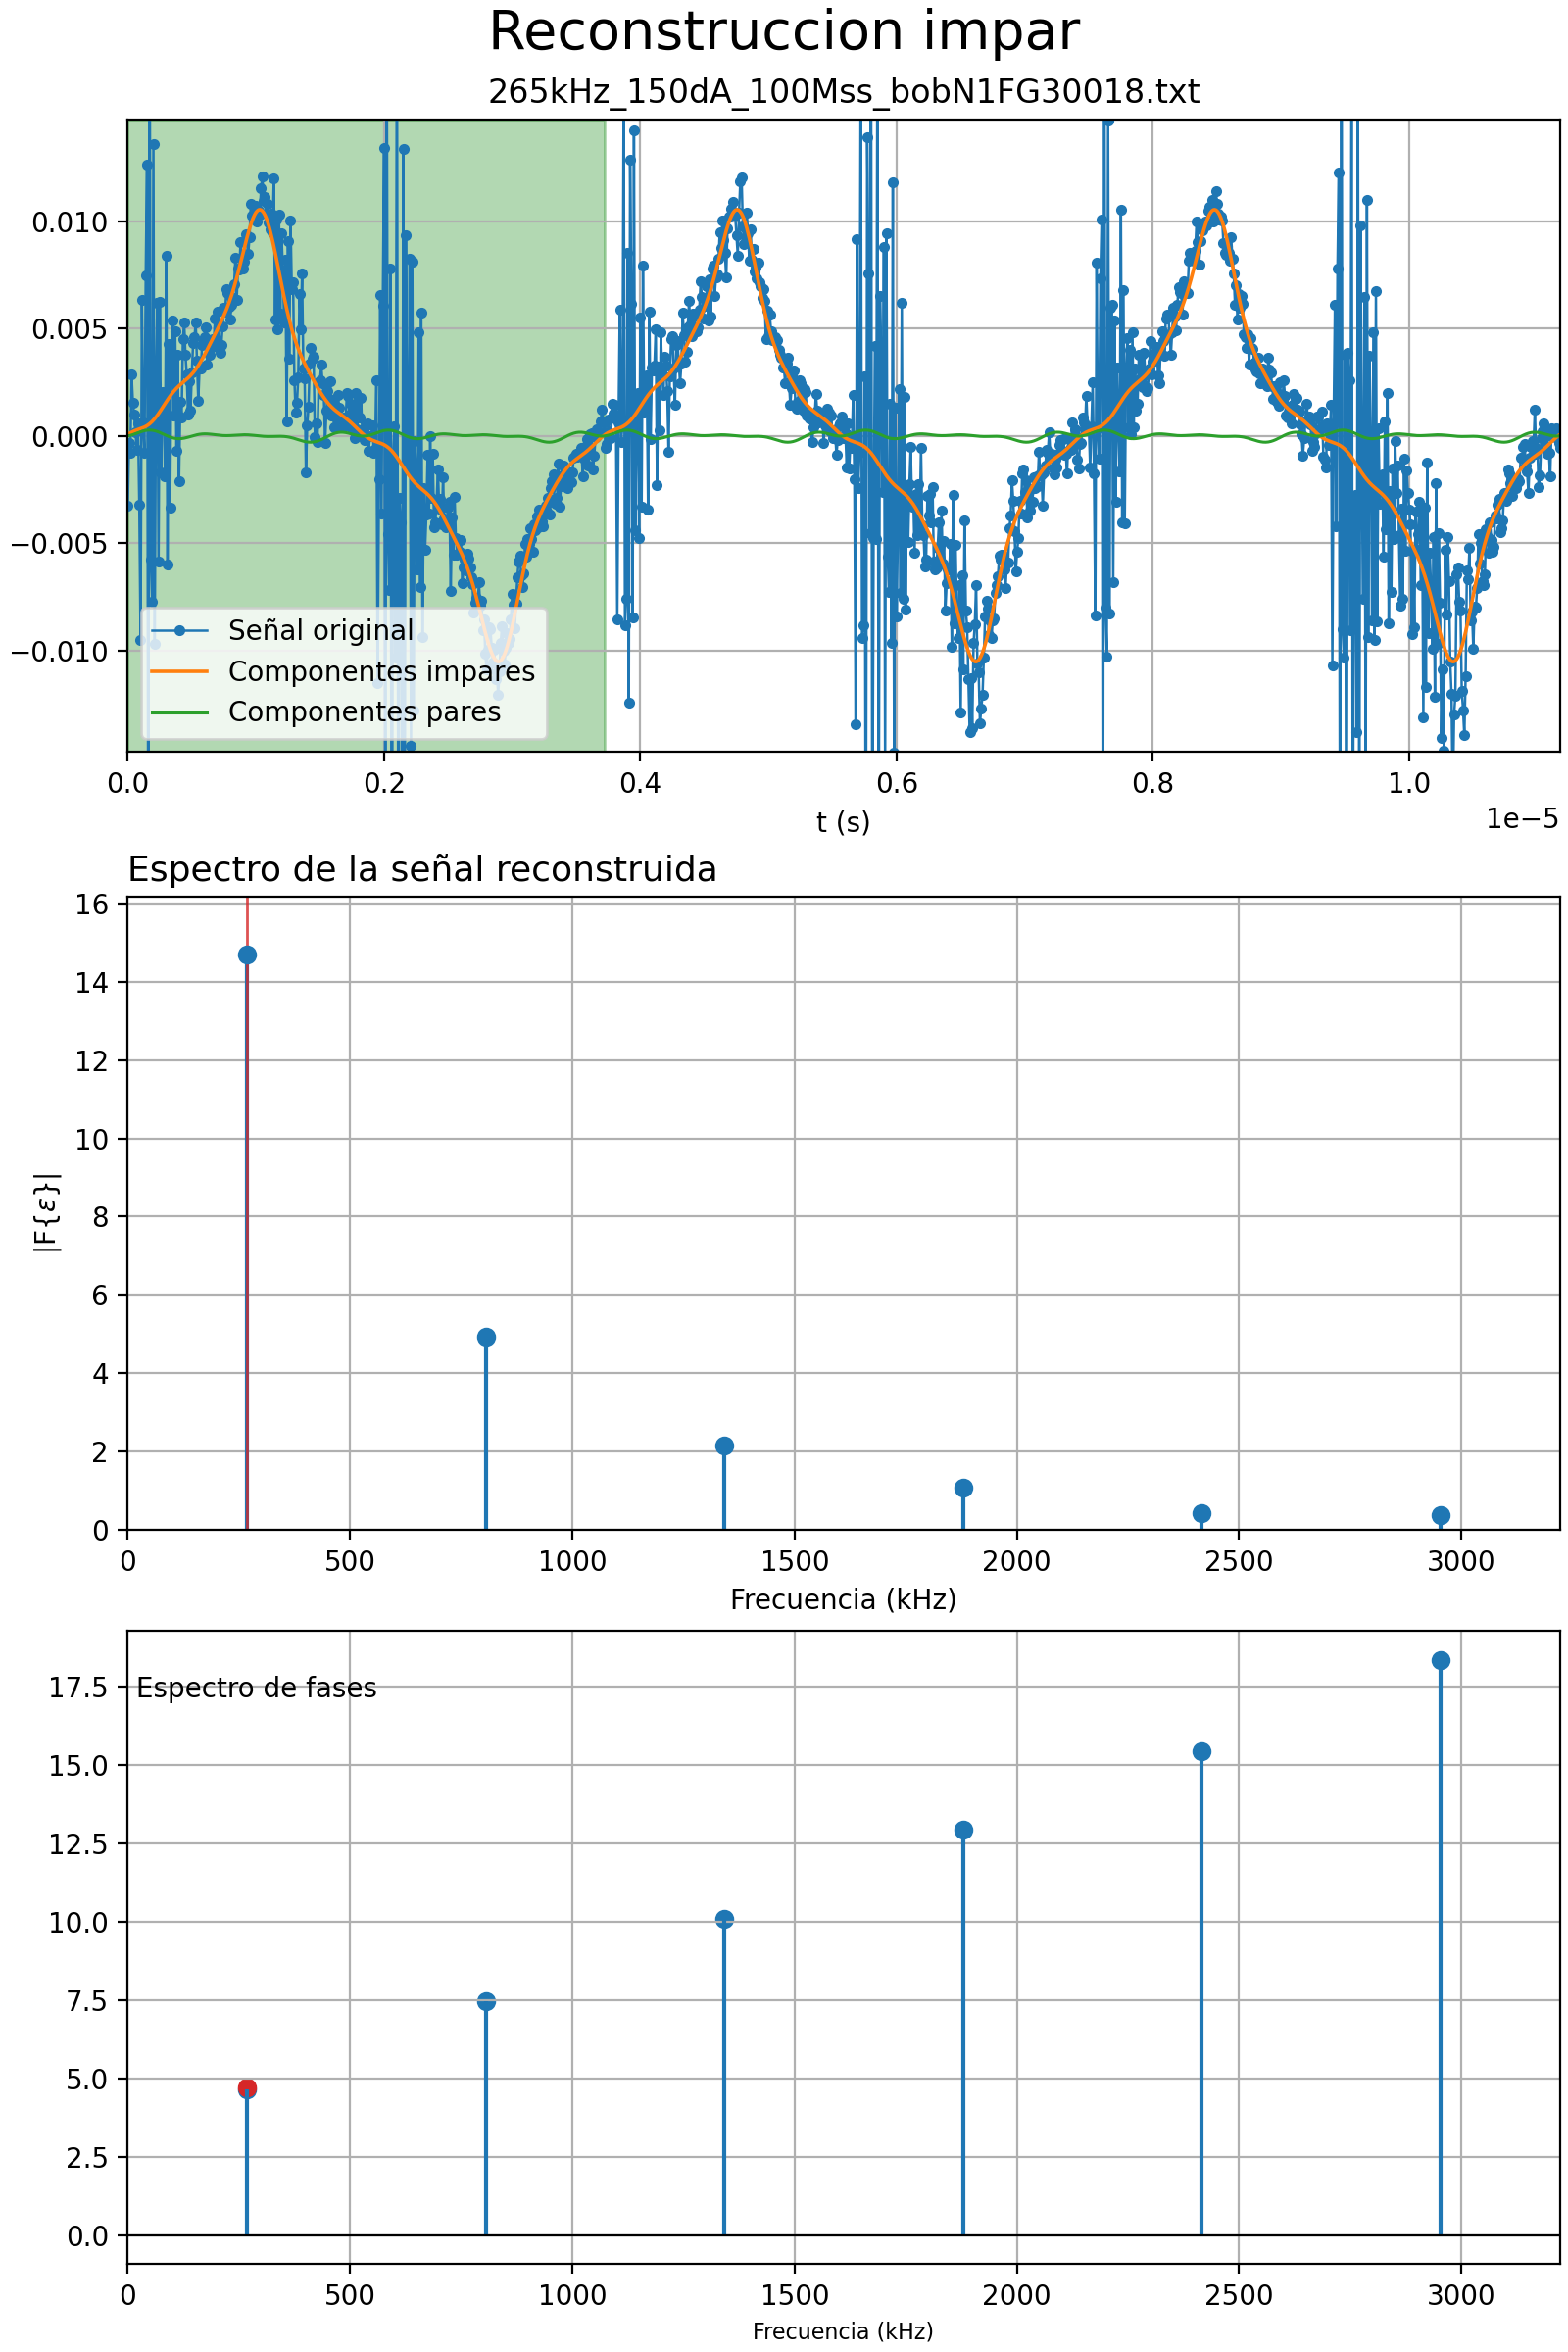 Reconstruccion impar
265kHz_150dA_100Mss_bobN1FG30018.txt
0.010
0.005
0.000
−0.005
−0.010
Señal original
Componentes impares
Componentes pares
0.0 0.2 0.4 0.6 0.8 1.0
t (s)
1e−5
Espectro de la señal reconstruida
16
14
12
10
8
6
4
2
0
|F{ε}|
0 500 1000 1500 2000 2500 3000
Frecuencia (kHz)
Espectro de fases
17.5
15.0
12.5
10.0
7.5
5.0
2.5
0.0
0 500 1000 1500 2000 2500 3000
Frecuencia (kHz)